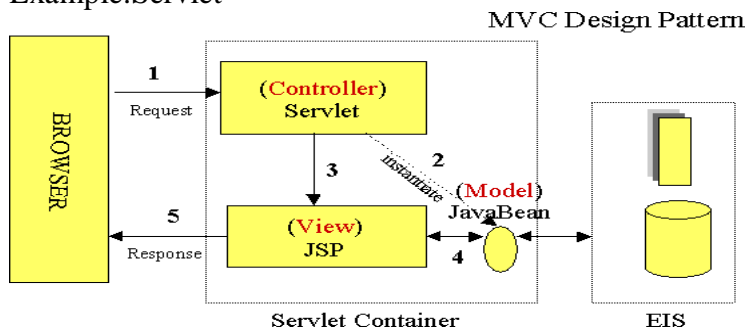 Example:Servlet
MVC Design Pattern
1
Request
(Controller)
Servlet
BROWSER
2
instantiate
3
(Model)
JavaBean
5
Response
(View)
JSP
4
Servlet Container
EIS